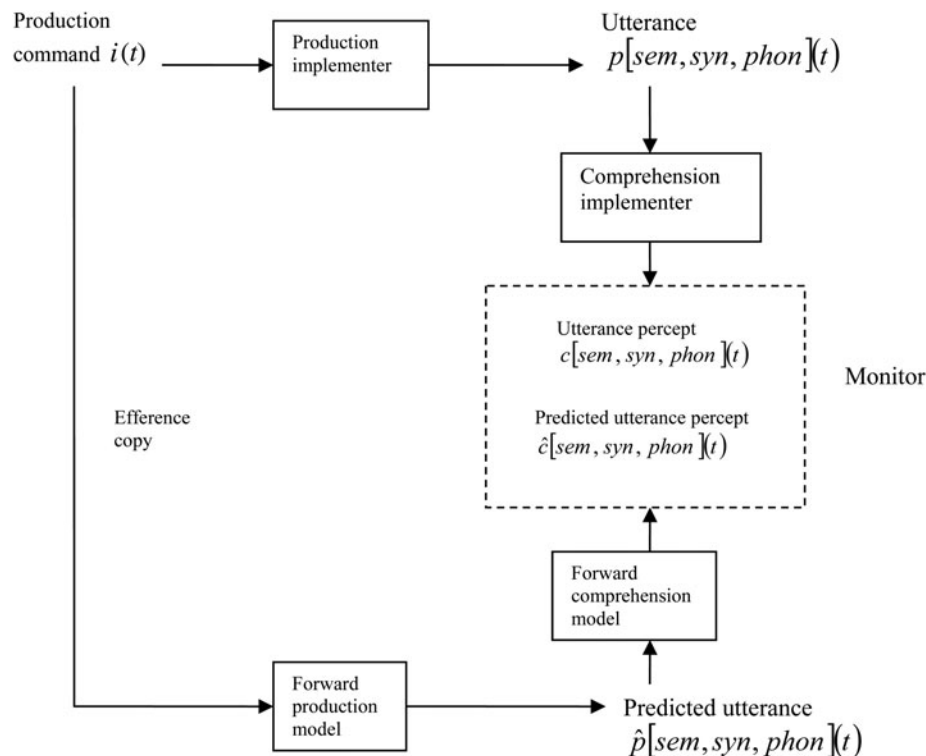 Production
command i(t)
Production
implementer
Utterance
p[sem, syn, phon](t)
Comprehension
implementer
Utterance percept
c[sem, syn, phon](t)
Monitor
Predicted utterance percept
ĉ[sem, syn, phon](t)
Efference
copy
Forward
comprehension
model
Forward
production
model
Predicted utterance
p̂[sem, syn, phon](t)